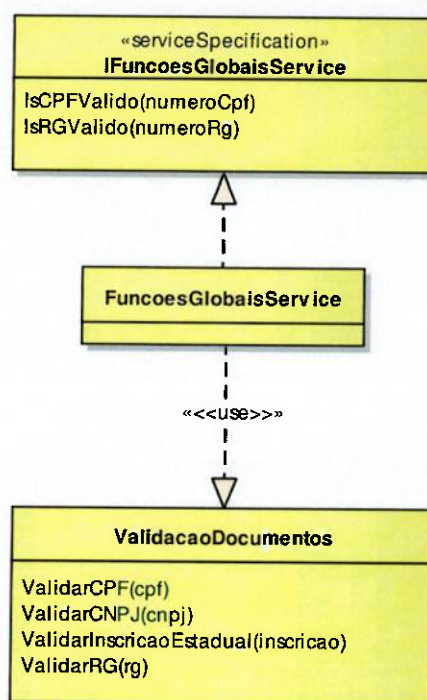 «serviceSpecification»
IFuncoesGlobaisService
IsCPFValido(numeroCpf)
IsRGValido(numeroRg)
FuncoesGlobaisService
«<<use>>»
ValidacaoDocumentos
ValidarCPF(cpf)
ValidarCNPJ(cnpj)
ValidarInscricaoEstadual(inscricao)
ValidarRG(rg)